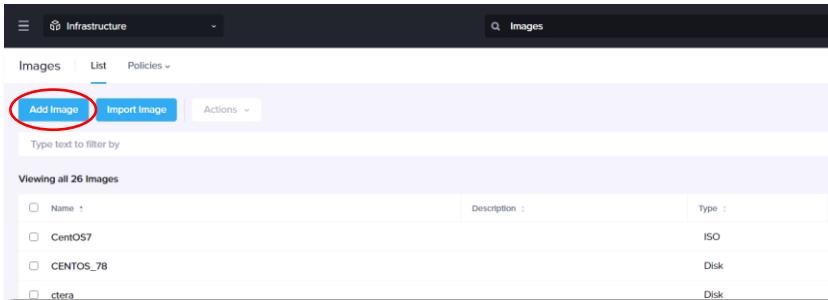 Infrastructure Images
Images List Policies
Add Image Import Image Actions
Type text to filter by
Viewing all 26 Images
Name Description Type
CentOS7 ISO
CENTOS_78 Disk
ctera Disk